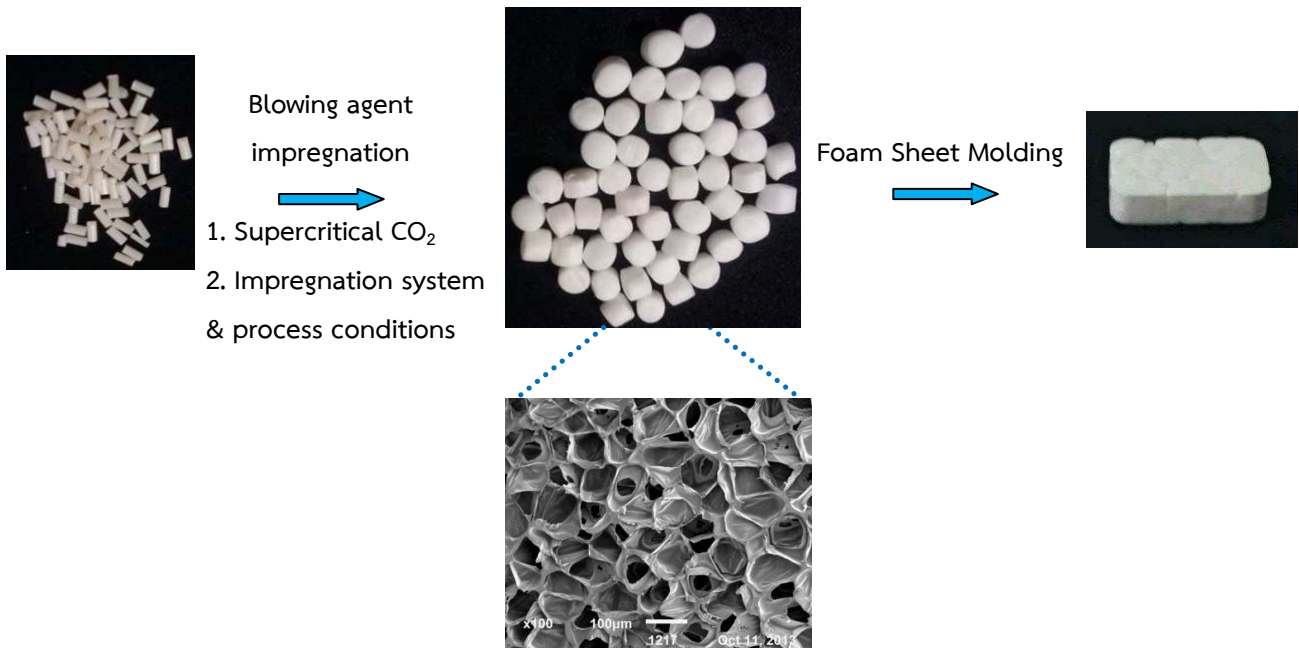 Blowing agent
impregnation
1. Supercritical CO₂
2. Impregnation system
& process conditions
Foam Sheet Molding
x100 100µm
1217 Oct 11, 2013